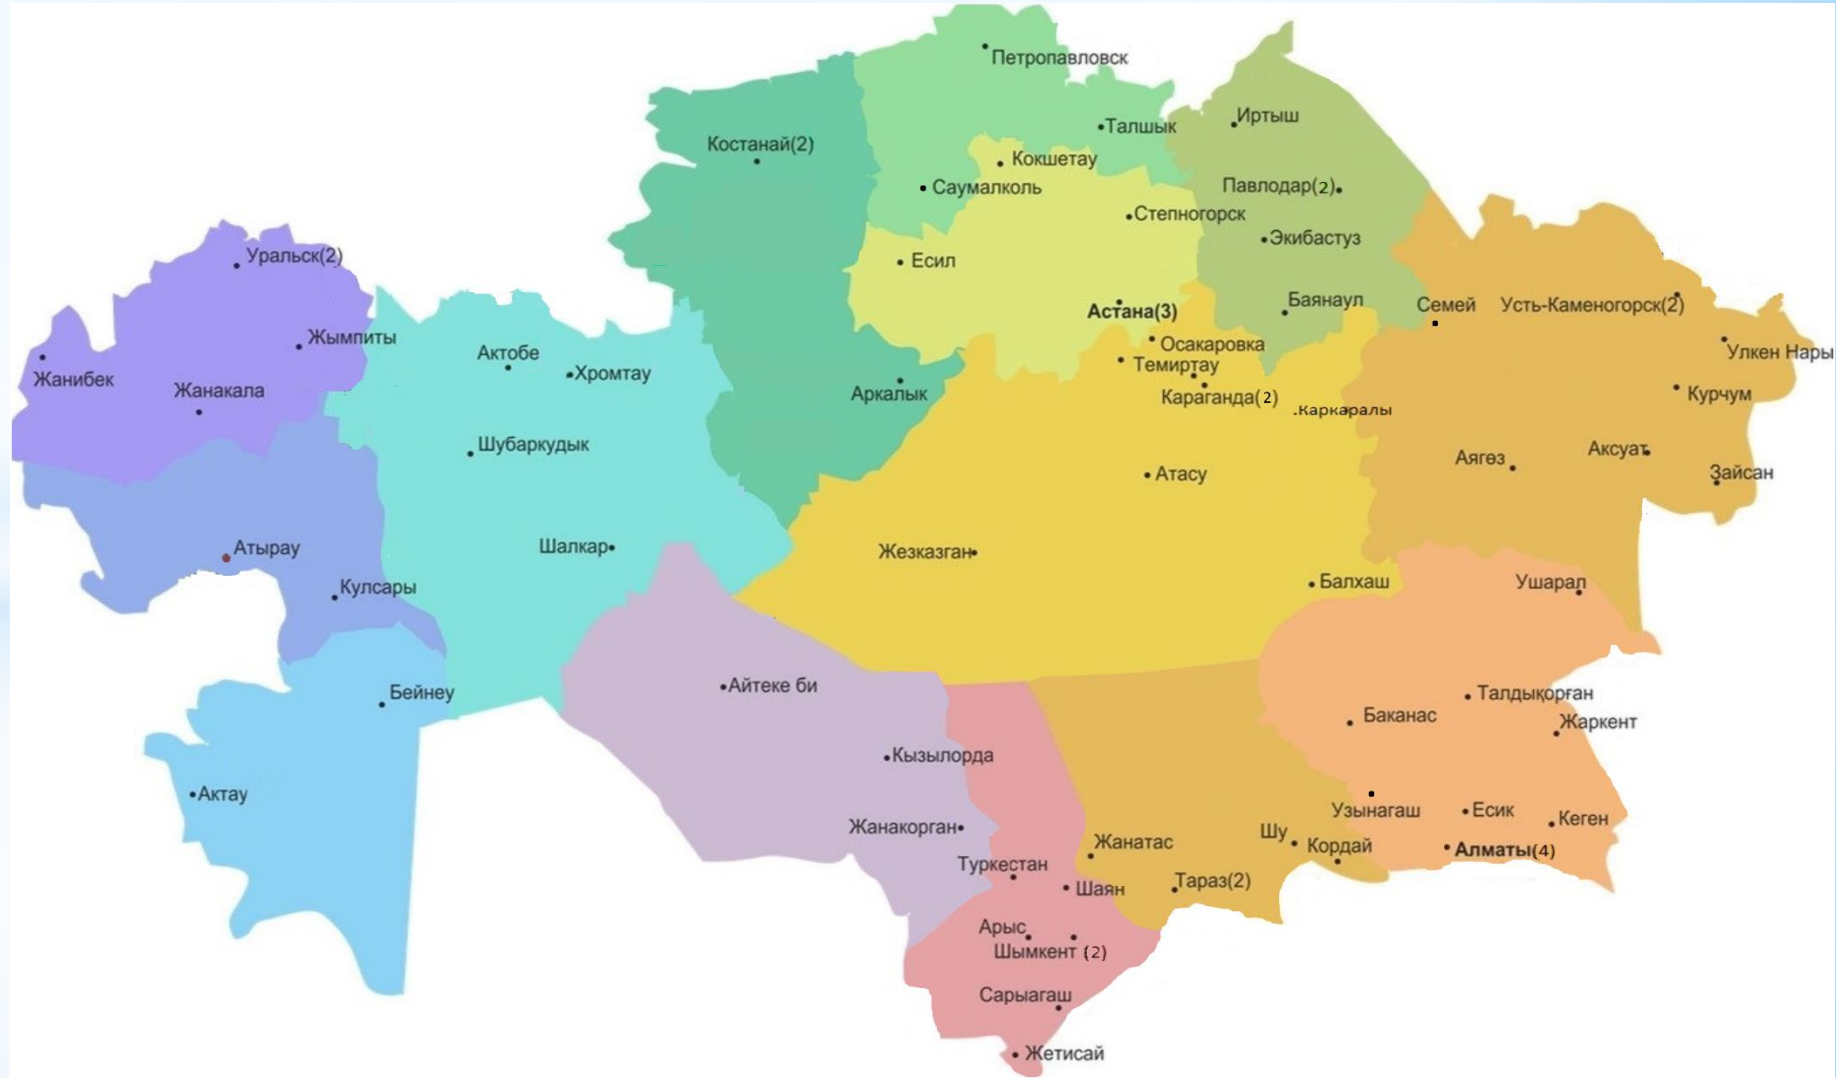 Петропавловск
Иртыш
Талшык
Костанай(2)
Кокшетау
Саумалколь
Павлодар(2)
Степногорск
Экибастуз
Уральск(2)
Есил
Баянаул
Семей
Усть-Каменогорск(2)
Астана(3)
Жымпиты
Осакаровка
Актобе
Улкен Нары
Темиртау
Хромтау
Жанибек
Жанакала
Аркалык
Караганда(2)
Каркаралы
Курчум
Шубаркудык
Аксуат
Аягөз
Атасу
Зайсан
Атырау
Шалкар
Жезказган
Кулсары
Балхаш
Ушарал
Айтеке би
Бейнеу
Талдықорған
Баканас
Жаркент
Кызылорда
Актау
Узынагаш
Есик
Кеген
Жанакорган
Шу
Жанатас
Кордай
Алматы(4)
Туркестан
Тараз(2)
Шаян
Арыс
Шымкент (2)
Сарыагаш
Жетисай